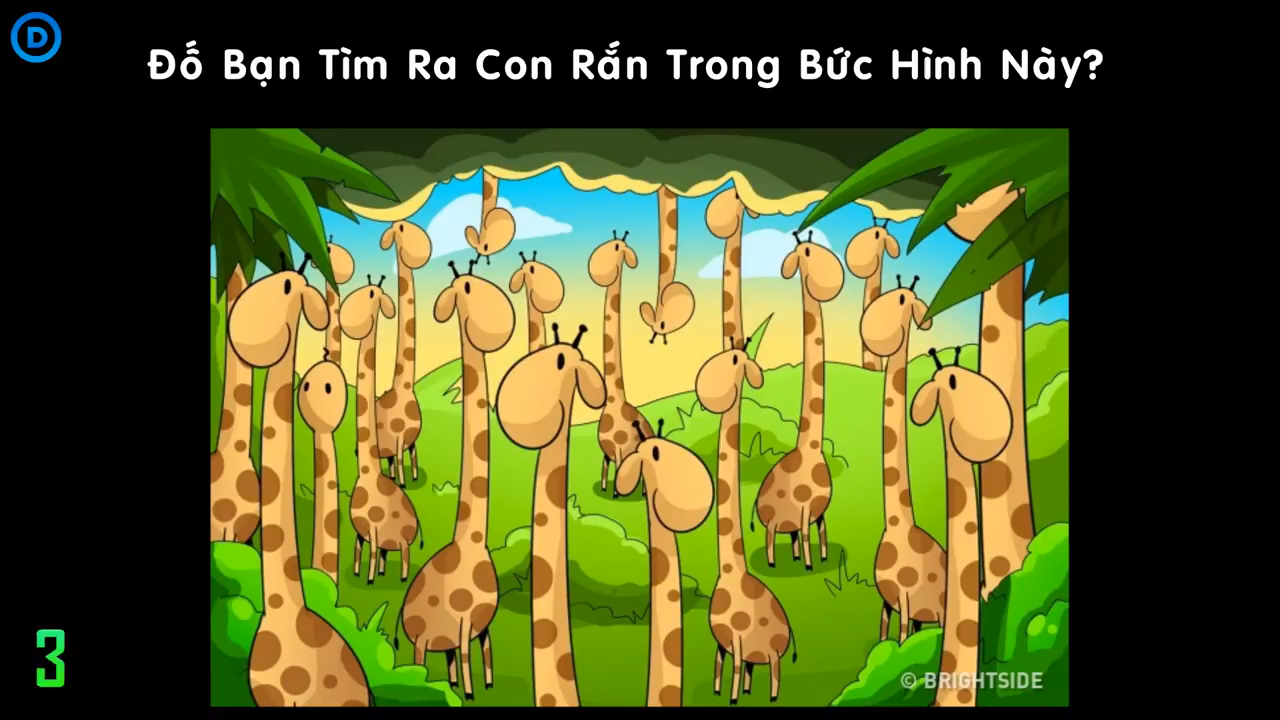 D
Đố Bạn Tìm Ra Con Rắn Trong Bức Hình Này?
3
© BRIGHTSIDE